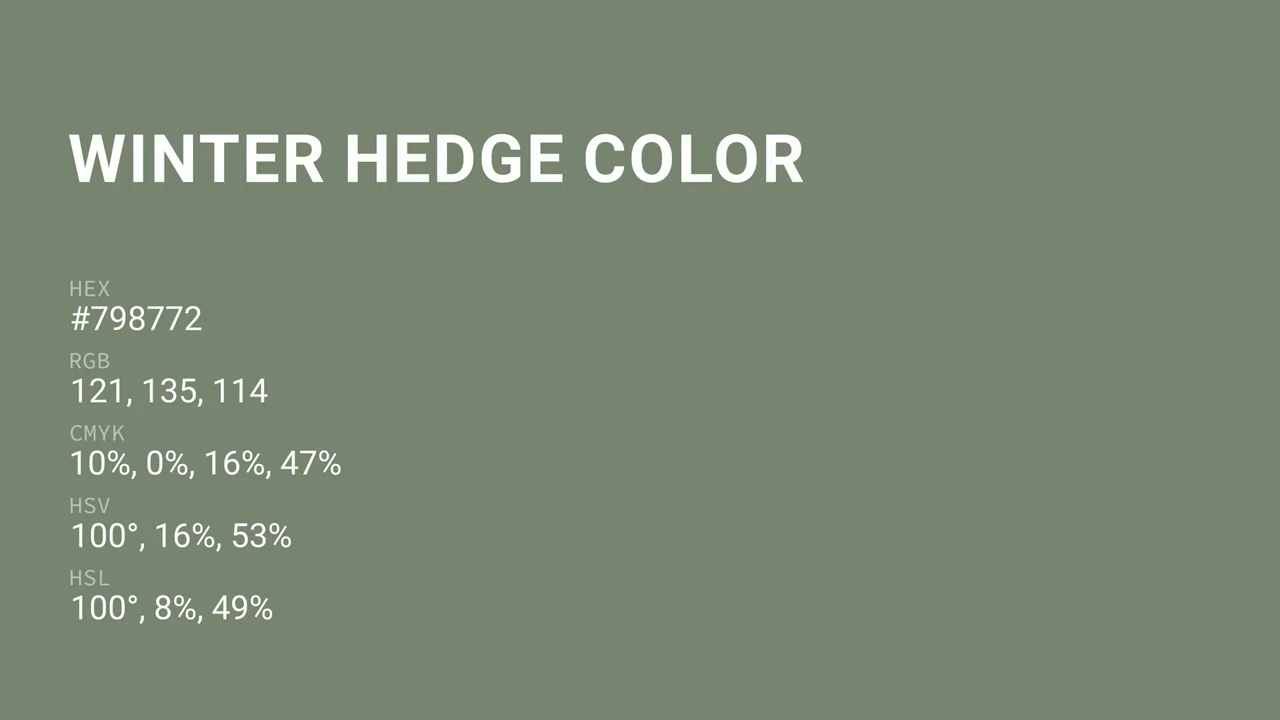 WINTER HEDGE COLOR
HEX
#798772
RGB
121, 135, 114
CMYK
10%, 0%, 16%, 47%
HSV
100°, 16%, 53%
HSL
100°, 8%, 49%